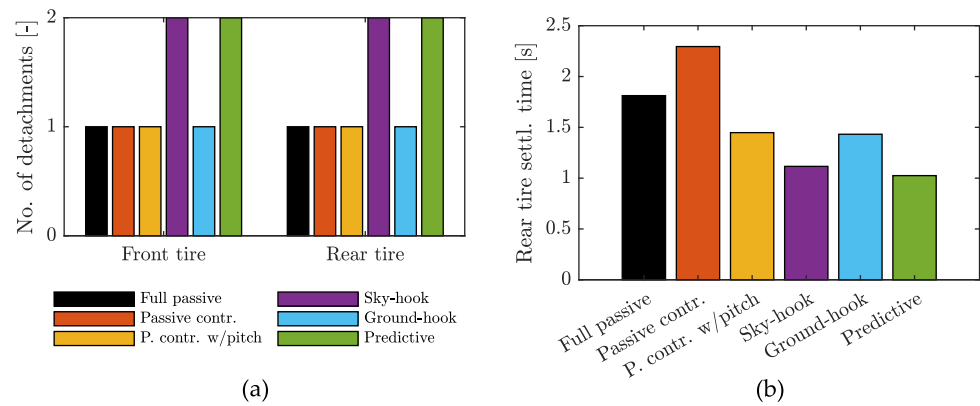 No. of detachments [-]
2
1
0
Front tire
Rear tire
Full passive
Passive contr.
P. contr. w/pitch
Sky-hook
Ground-hook
Predictive
(a)
Rear tire settl. time [s]
2.5
2
1.5
1
0.5
0
Full passive
Passive contr.
P. contr. w/pitch
Sky-hook
Ground-hook
Predictive
(b)